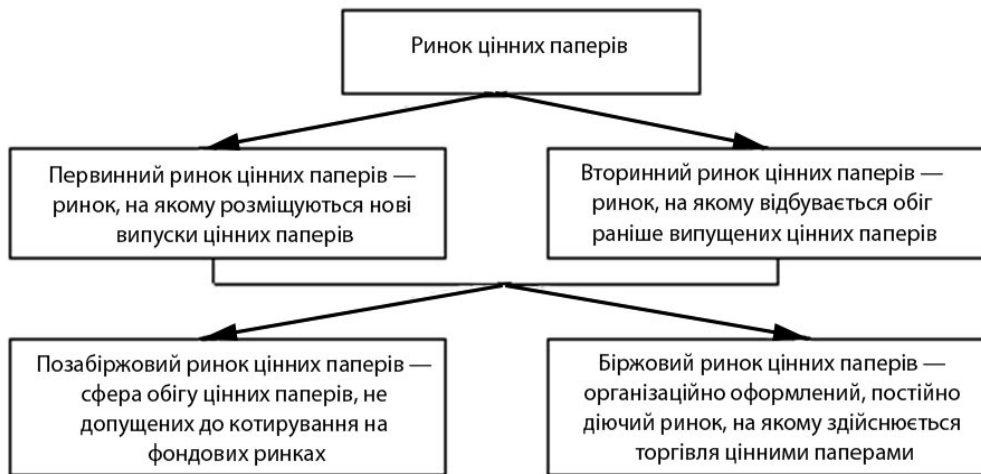 Ринок цінних паперів
Первинний ринок цінних паперів —
ринок, на якому розміщуються нові
випуски цінних паперів
Вторинний ринок цінних паперів —
ринок, на якому відбувається обіг
раніше випущених цінних паперів
Позабіржовий ринок цінних паперів —
сфера обігу цінних паперів, не
допущених до котирування на
фондових ринках
Біржовий ринок цінних паперів —
організаційно оформлений, постійно
діючий ринок, на якому здійснюється
торгівля цінними паперами